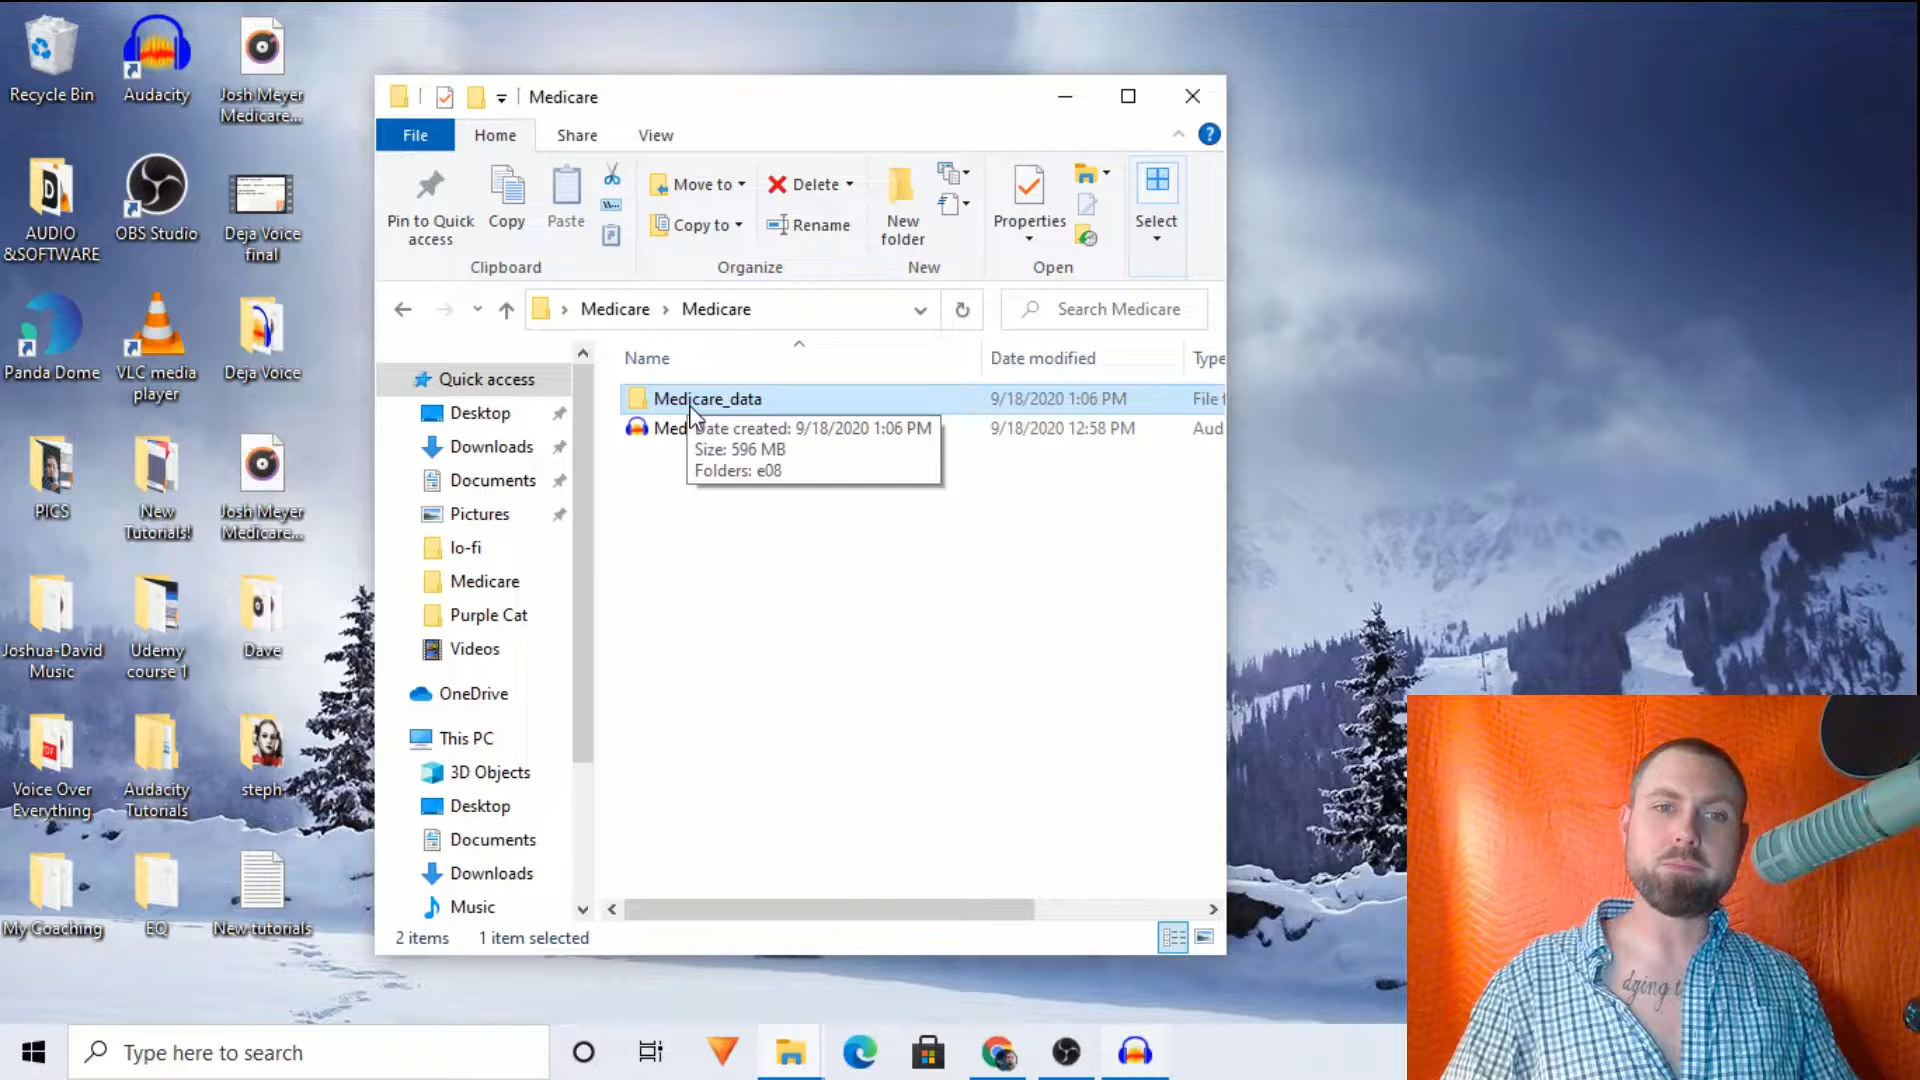 Recycle Bin
Audacity
Josh Meyer
Medicare...
AUDIO
&SOFTWARE
OBS Studio
Deja Voice
final
Panda Dome
VLC media
player
Deja Voice
PICS
New
Tutorials!
Josh Meyer
Medicare...
Joshua-David
Music
Udemy
course 1
Dave
Voice Over
Everything
Audacity
Tutorials
steph
My Coaching
EQ
New tutorials
Medicare
File
Home
Share
View
Pin to Quick
access
Copy
Paste
Clipboard
Move to
Copy to
Delete
Rename
Organize
New
folder
New
Properties
Open
Select
Medicare > Medicare
Search Medicare
Name
Date modified
Type
Medicare_data
9/18/2020 1:06 PM
File f
Med
9/18/2020 12:58 PM
Aud
Date created: 9/18/2020 1:06 PM
Size: 596 MB
Folders: e08
Quick access
Desktop
Downloads
Documents
Pictures
lo-fi
Medicare
Purple Cat
Videos
OneDrive
This PC
3D Objects
Desktop
Documents
Downloads
Music
2 items
1 item selected
Type here to search
dying t